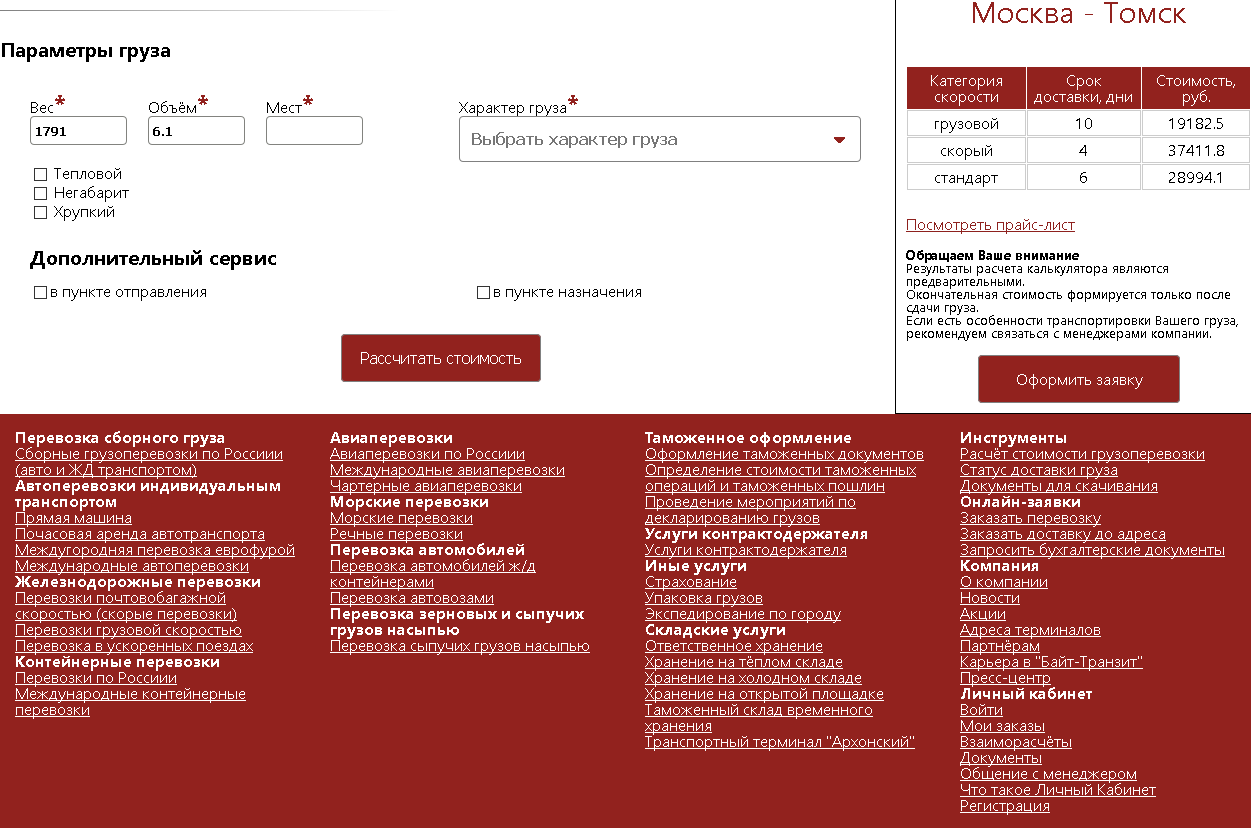 Москва - Томск
Параметры груза
Вес*
Объём*
Мест*
Характер груза*
1791
6.1
Выбрать характер груза
Тепловой
Негабарит
Хрупкий
Дополнительный сервис
в пункте отправления
в пункте назначения
Рассчитать стоимость
Категория скорости
Срок доставки, дни
Стоимость, руб.
грузовой 10 19182.5
скорый 4 37411.8
стандарт 6 28994.1
Посмотреть прайс-лист
Обращаем Ваше внимание
Результаты расчета калькулятора являются
предварительными.
Окончательная стоимость формируется только после
сдачи груза.
Если есть особенности транспортировки Вашего груза,
рекомендуем связаться с менеджерами компании.
Оформить заявку
Перевозка сборного груза
Сборные грузоперевозки по Россиии
(авто и ЖД транспортом)
Автоперевозки индивидуальным
транспортом
Прямая машина
Почасовая аренда автотранспорта
Междугородняя перевозка еврофурой
Международные автоперевозки
Железнодорожные перевозки
Перевозки почтовобагажной
скоростью (скорые перевозки)
Перевозки грузовой скоростью
Перевозка в ускоренных поездах
Контейнерные перевозки
Перевозки по Россиии
Международные контейнерные
перевозки
Авиаперевозки
Авиаперевозки по Россиии
Международные авиаперевозки
Чартерные авиаперевозки
Морские перевозки
Морские перевозки
Речные перевозки
Перевозка автомобилей
Перевозка автомобилей ж/д
контейнерами
Перевозка автовозами
Перевозка зерновых и сыпучих
грузов насыпью
Перевозка сыпучих грузов насыпью
Таможенное оформление
Оформление таможенных документов
Определение стоимости таможенных
операций и таможенных пошлин
Проведение мероприятий по
декларированию грузов
Услуги контрактодержателя
Услуги контрактодержателя
Иные услуги
Страхование
Упаковка грузов
Экспедирование по городу
Складские услуги
Ответственное хранение
Хранение на тёплом складе
Хранение на холодном складе
Хранение на открытой площадке
Таможенный склад временного
хранения
Транспортный терминал "Архонский"
Инструменты
Расчёт стоимости грузоперевозки
Статус доставки груза
Документы для скачивания
Онлайн-заявки
Заказать перевозку
Заказать доставку до адреса
Запросить бухгалтерские документы
Компания
О компании
Новости
Акции
Адреса терминалов
Партнёрам
Карьера в "Байт-Транзит"
Пресс-центр
Личный кабинет
Войти
Мои заказы
Взаиморасчёты
Документы
Общение с менеджером
Что такое Личный Кабинет
Регистрация